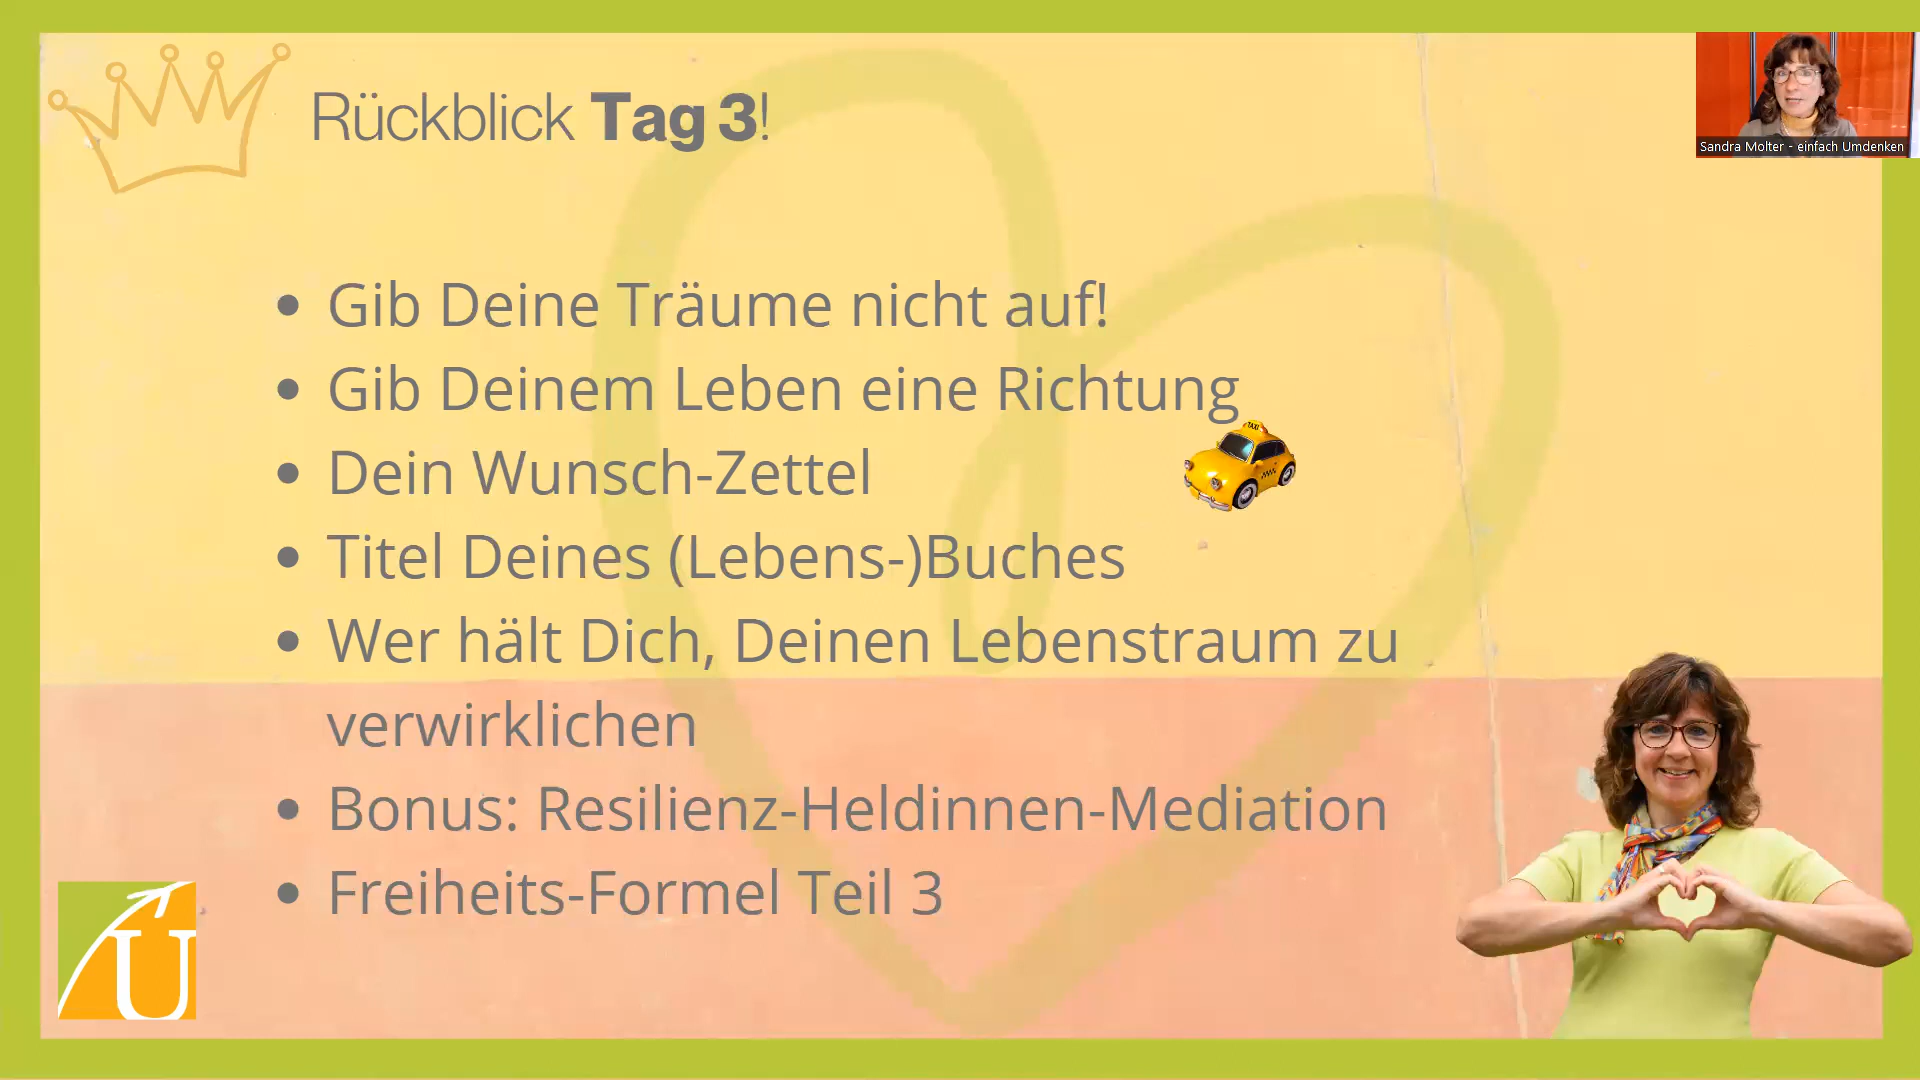 Rückblick Tag 3!
Sandra Molter - einfach Umdenken
• Gib Deine Träume nicht auf!
• Gib Deinem Leben eine Richtung
TAXI
• Dein Wunsch-Zettel
• Titel Deines (Lebens-)Buches
• Wer hält Dich, Deinen Lebenstraum zu
verwirklichen
• Bonus: Resilienz-Heldinnen-Mediation
• Freiheits-Formel Teil 3
U